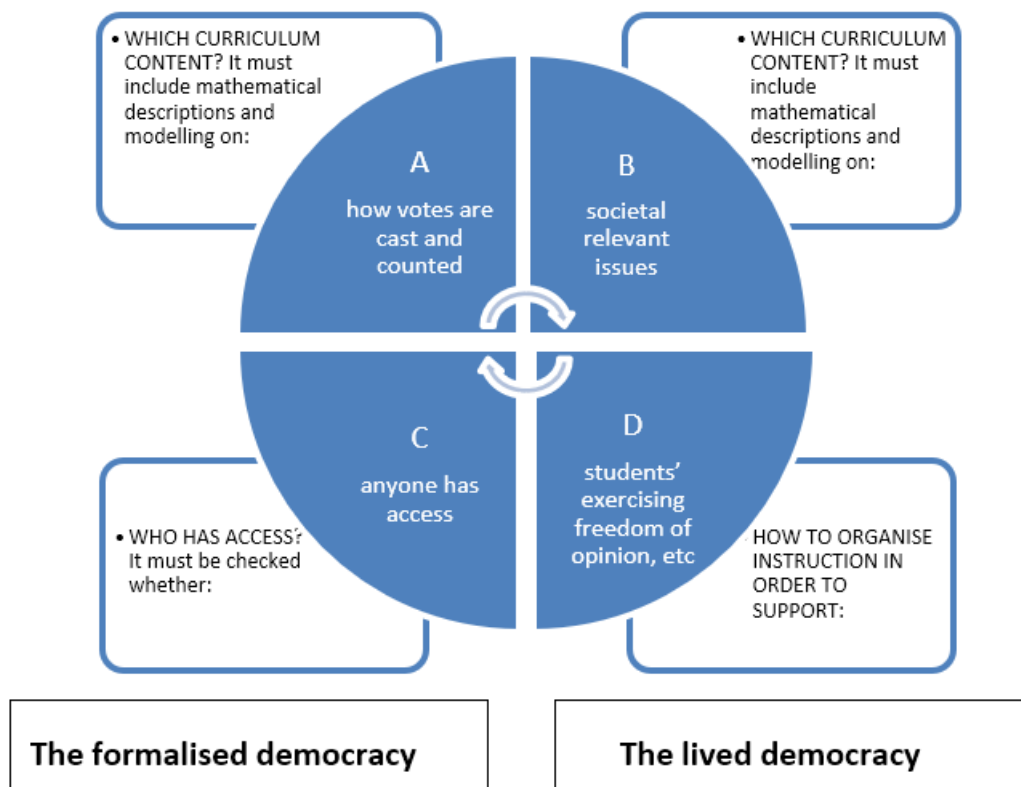 • WHICH CURRICULUM
CONTENT? It must
include mathematical
descriptions and
modelling on:
• WHICH CURRICULUM
CONTENT? It must
include
mathematical
descriptions and
modelling on:
A
how votes are
cast and
counted
B
societal
relevant
issues
C
anyone has
access
D
students’
exercising
freedom of
opinion, etc
• WHO HAS ACCESS?
It must be checked
whether:
HOW TO ORGANISE
INSTRUCTION IN
ORDER TO
SUPPORT:
The formalised democracy
The lived democracy